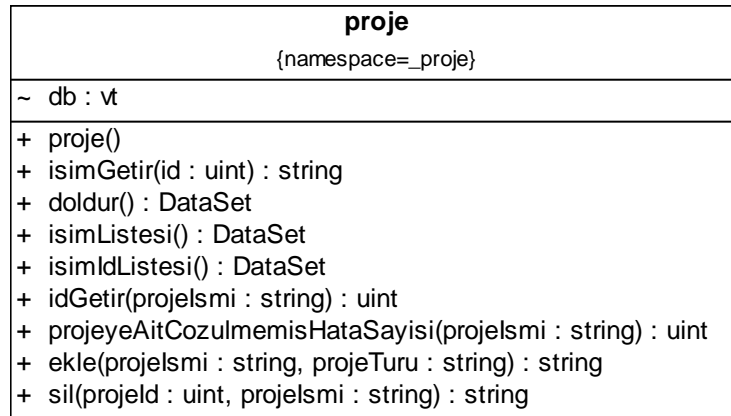 proje
{namespace=_proje}
~ db : vt
+ proje()
+ isimGetir(id : uint) : string
+ doldur() : DataSet
+ isimListesi() : DataSet
+ isimIdListesi() : DataSet
+ idGetir(projeIsmi : string) : uint
+ projeyeAitCozulmemisHataSayisi(projeIsmi : string) : uint
+ ekle(projeIsmi : string, projeTuru : string) : string
+ sil(projeId : uint, projeIsmi : string) : string